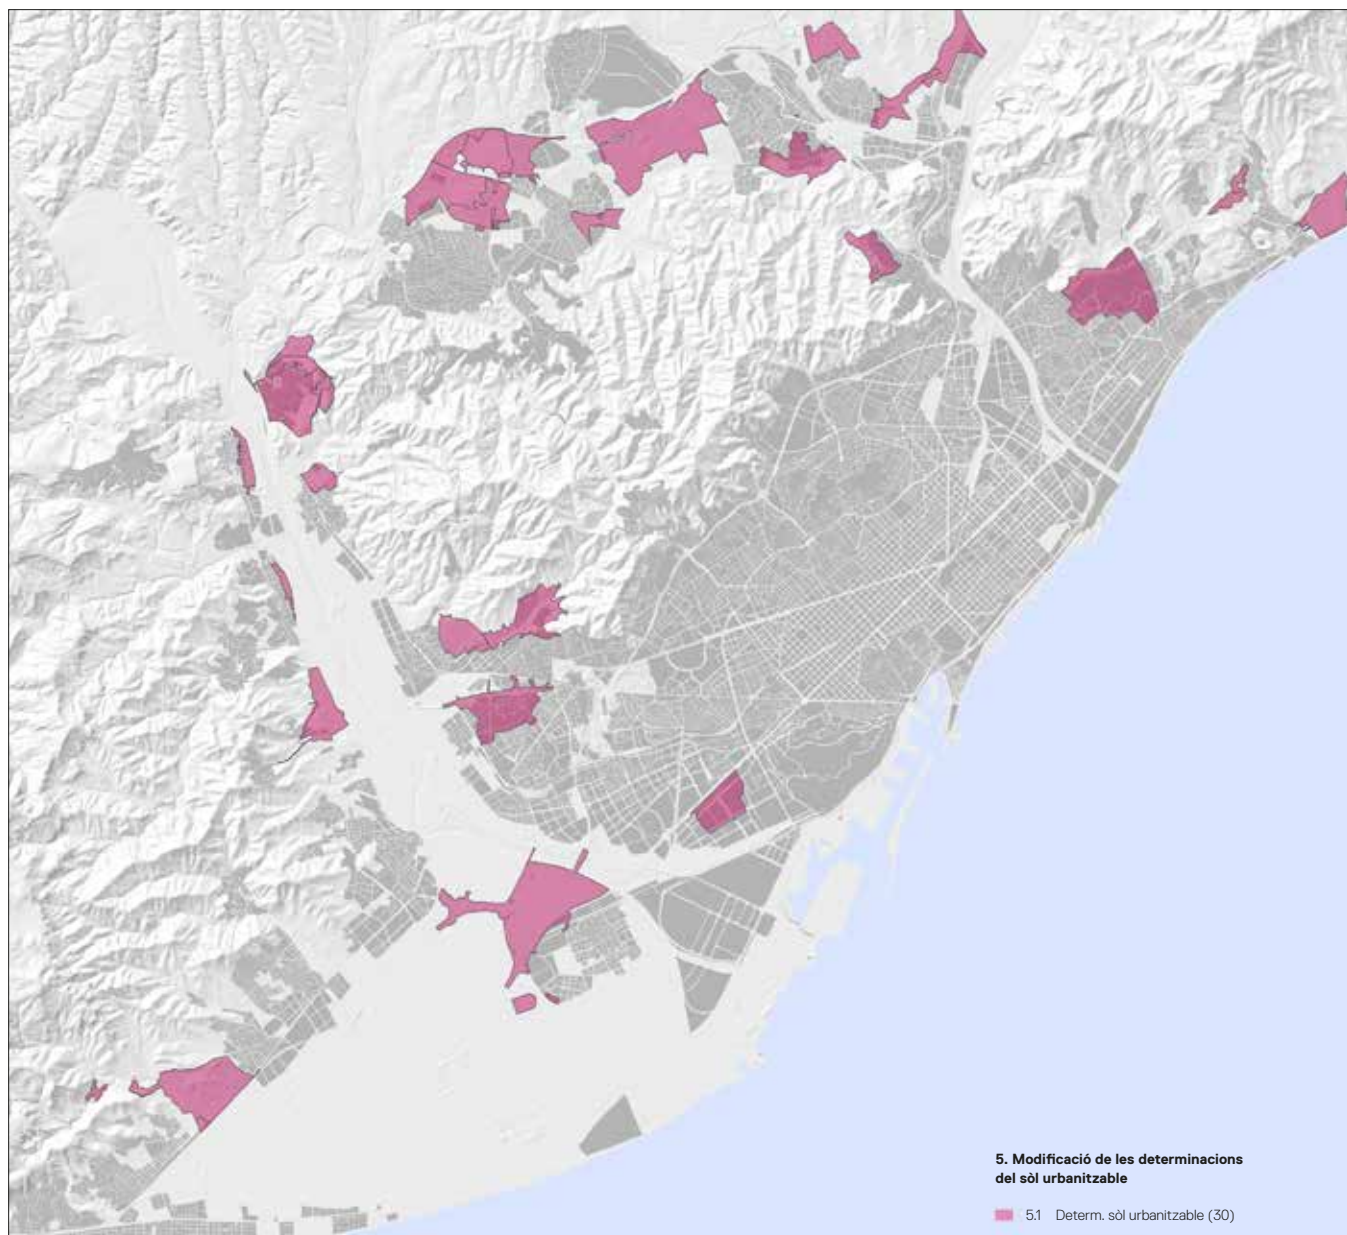 5. Modificació de les determinacions
del sòl urbanitzable
5.1 Determ. sòl urbanitzable (30)